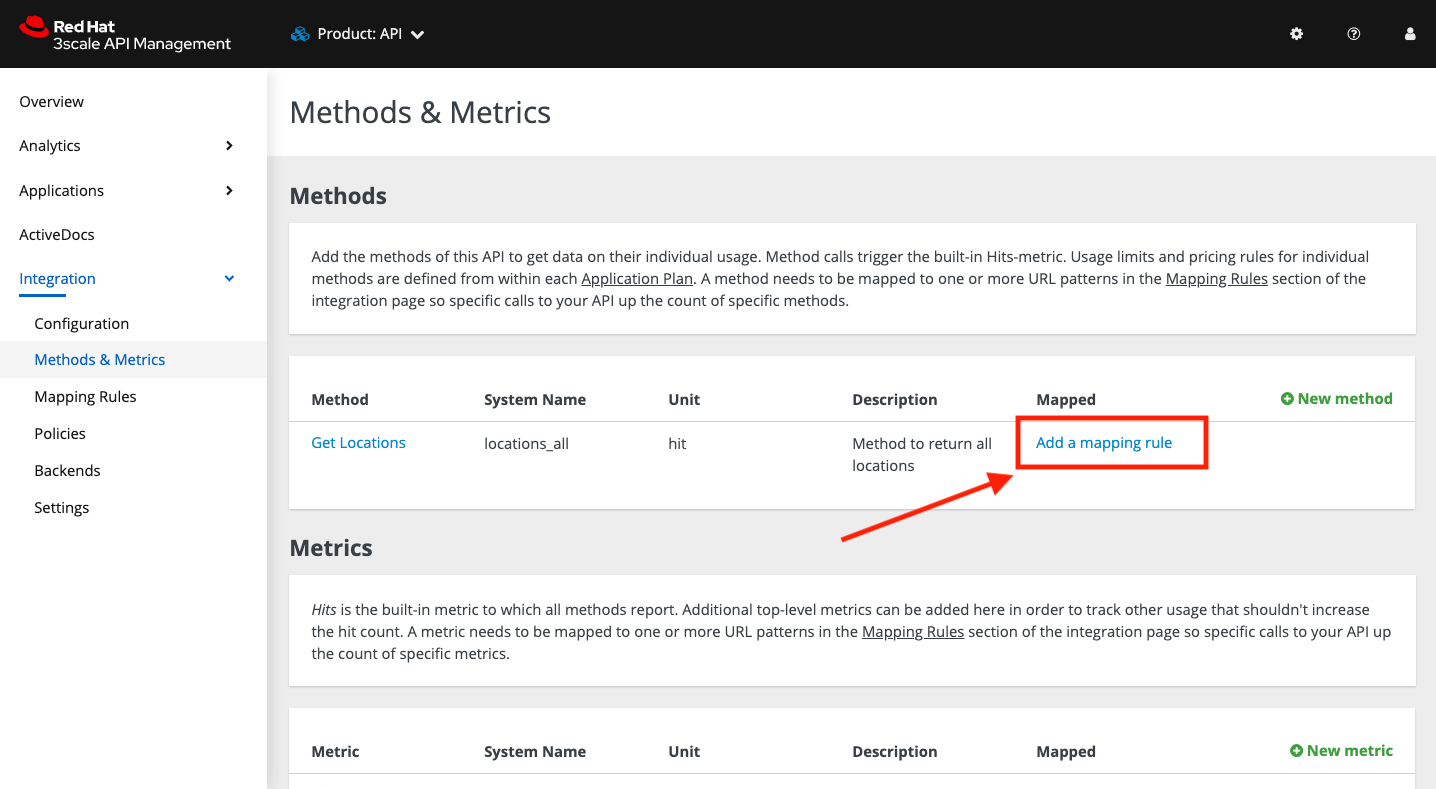 Red Hat
3scale API Management
Product: API
Overview
Analytics
Applications
ActiveDocs
Integration
Configuration
Methods & Metrics
Mapping Rules
Policies
Backends
Settings
Methods & Metrics
Methods
Add the methods of this API to get data on their individual usage. Method calls trigger the built-in Hits-metric. Usage limits and pricing rules for individual
methods are defined from within each Application Plan. A method needs to be mapped to one or more URL patterns in the Mapping Rules section of the
integration page so specific calls to your API up the count of specific methods.
Method System Name Unit Description Mapped New method
Get Locations locations_all hit Method to return all Add a mapping rule
locations
Metrics
Hits is the built-in metric to which all methods report. Additional top-level metrics can be added here in order to track other usage that shouldn't increase
the hit count. A metric needs to be mapped to one or more URL patterns in the Mapping Rules section of the integration page so specific calls to your API up
the count of specific metrics.
Metric System Name Unit Description Mapped New metric